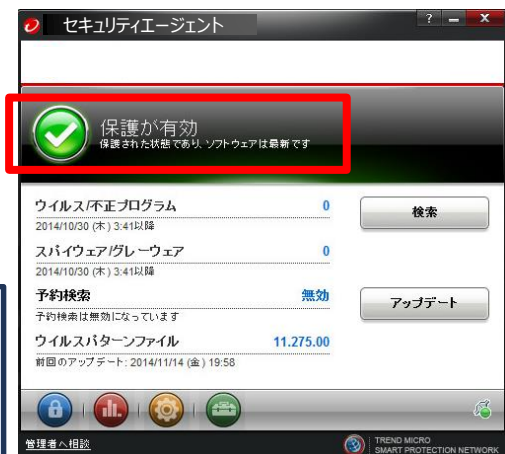 セキュリティエージェント
? – X
保護が有効
保護された状態であり、ソフトウェアは最新です
ウイルス/不正プログラム 0
2014/10/30 (木) 3:41以降
検索
スパイウェア/グレーウェア 0
2014/10/30 (木) 3:41以降
予約検索 無効
予約検索は無効になっています
アップデート
ウイルスパターンファイル 11.275.00
前回のアップデート: 2014/11/14 (金) 19:58
管理者へ相談
TREND MICRO
SMART PROTECTION NETWORK